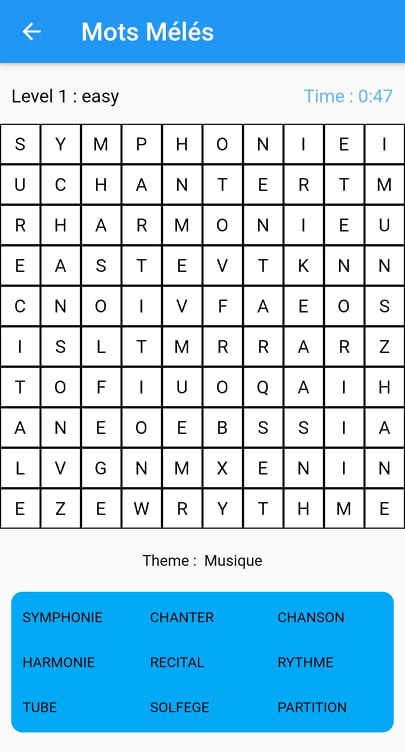 Mots Mélés
Level 1 : easy
Time : 0:47
S Y M P H O N I E I
U C H A N T E R T M
R H A R M O N I E U
E A S T E V T K N N
C N O I V F A E O S
I S L T M R R A R Z
T O F I U O Q A I H
A N E O E B S S I A
L V G N M X E N I N
E Z E W R Y T H M E
Theme : Musique
SYMPHONIE CHANTER CHANSON
HARMONIE RECITAL RYTHME
TUBE SOLFEGE PARTITION